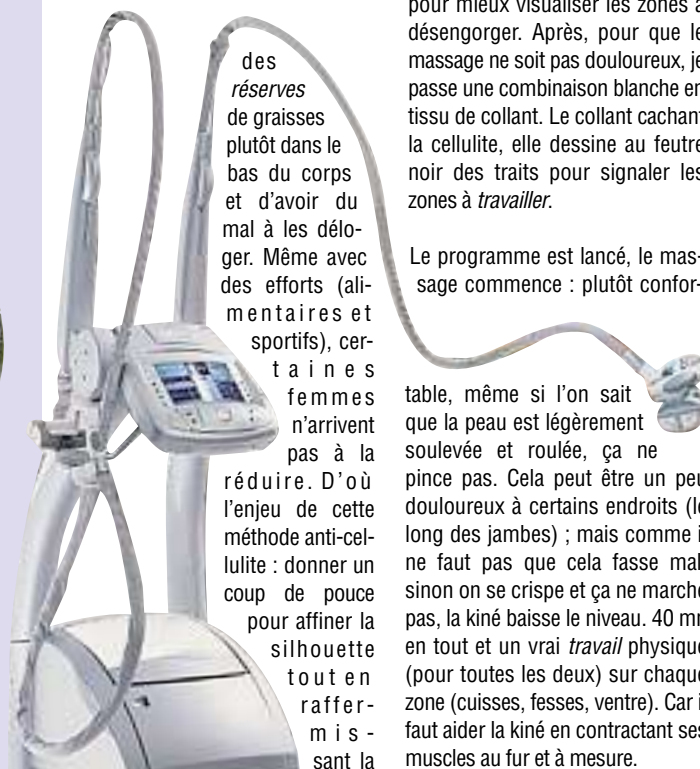 des
réserves
de graisses
plutôt dans le
bas du corps
et d’avoir du
mal à les délo-
ger. Même avec
des efforts (ali-
mentaires et
sportifs), cer-
taines
femmes
n’arrivent
pas à la
réduire. D’où
l’enjeu de cette
méthode anti-cel-
lulite : donner un
coup de pouce
pour affiner la
silhouette
tout en
raffer-
mis-
sant la
pour mieux visualiser les zones à
désengorger. Après, pour que le
massage ne soit pas douloureux, je
passe une combinaison blanche en
tissu de collant. Le collant cachant
la cellulite, elle dessine au feutre
noir des traits pour signaler les
zones à travailler.
Le programme est lancé, le mas-
sage commence : plutôt confor-
table, même si l’on sait
que la peau est légèrement
soulevée et roulée, ça ne
pince pas. Cela peut être un peu
douloureux à certains endroits (le
long des jambes) ; mais comme il
ne faut pas que cela fasse mal
sinon on se crispe et ça ne marche
pas, la kiné baisse le niveau. 40 mn
en tout et un vrai travail physique
(pour toutes les deux) sur chaque
zone (cuisses, fesses, ventre). Car il
faut aider la kiné en contractant ses
muscles au fur et à mesure.